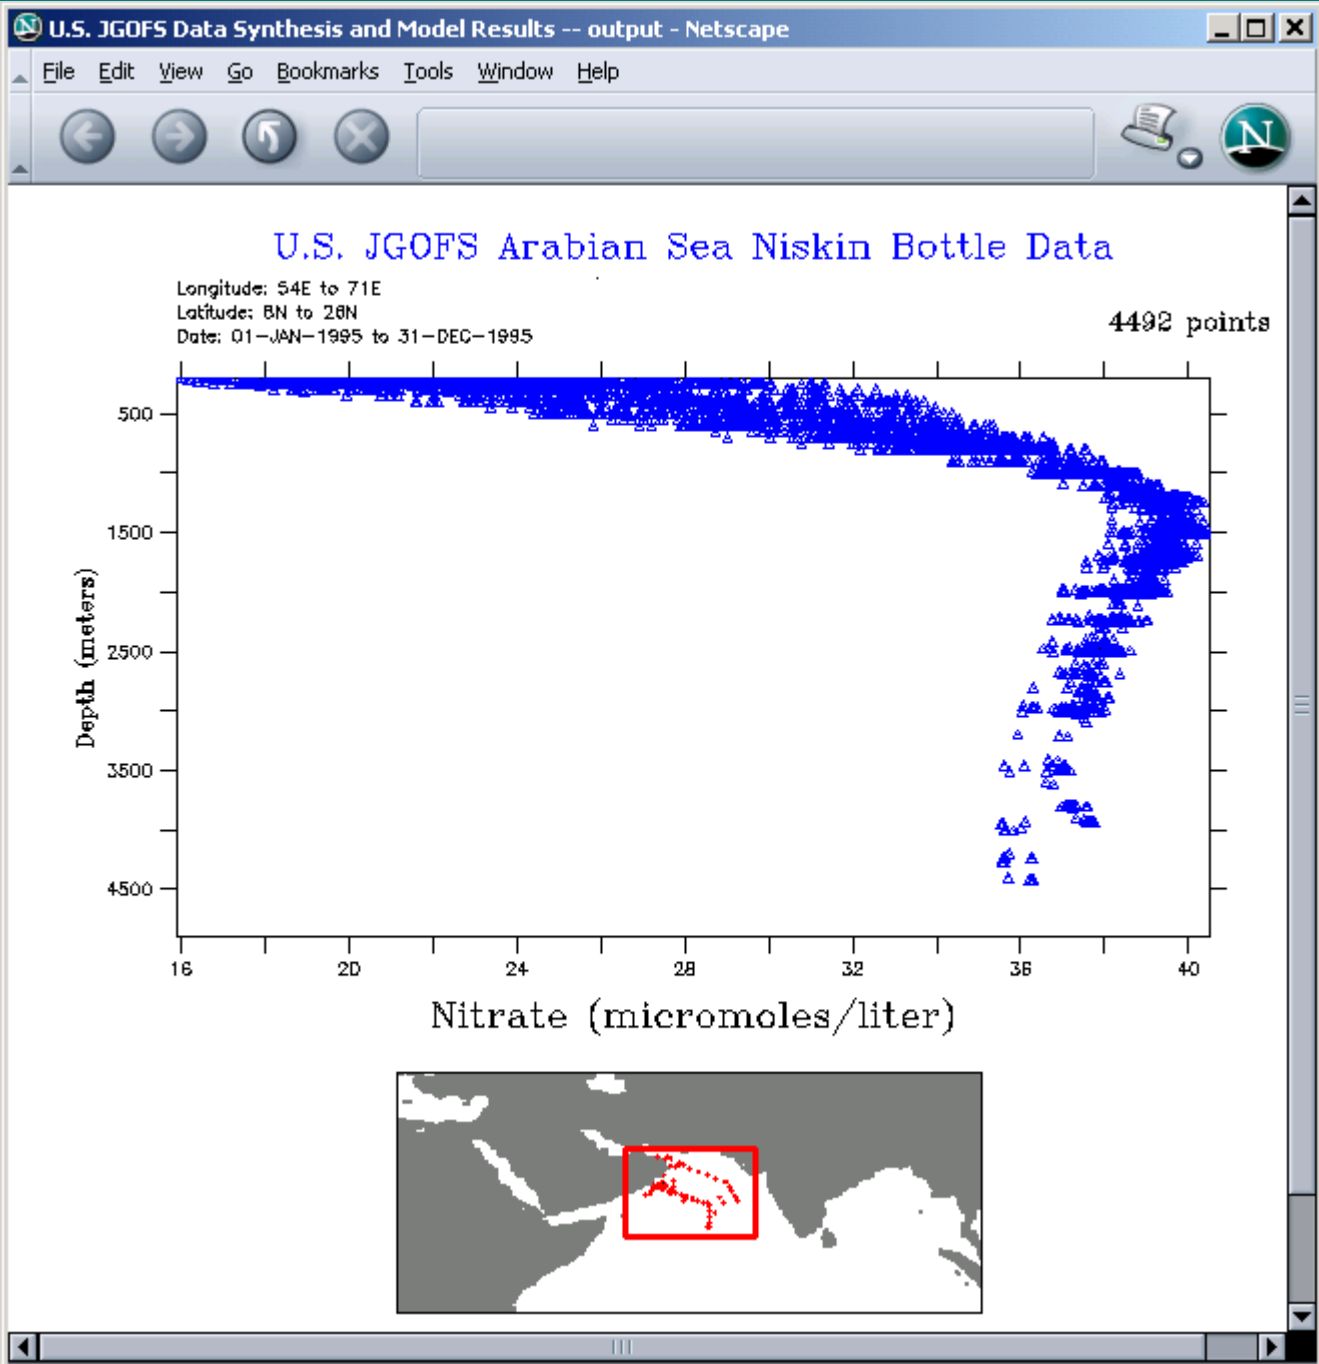 U.S. JGOFS Data Synthesis and Model Results -- output - Netscape
File Edit View Go Bookmarks Tools Window Help
N
U.S. JGOFS Arabian Sea Niskin Bottle Data
Longitude: 54E to 71E
Latitude: 8N to 26N
Date: 01-JAN-1995 to 31-DEC-1995
4492 points
500
1500
2500
3500
4500
Depth (meters)
16 20 24 28 32 36 40
Nitrate (micromoles/liter)